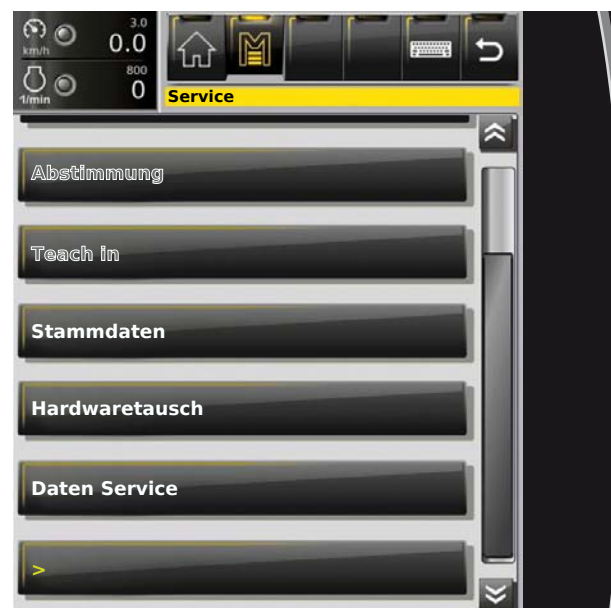 3.0
km/h 0.0
800
1/min 0
M
Service
Abstimmung
Teach in
Stammdaten
Hardwaretausch
Daten Service
>